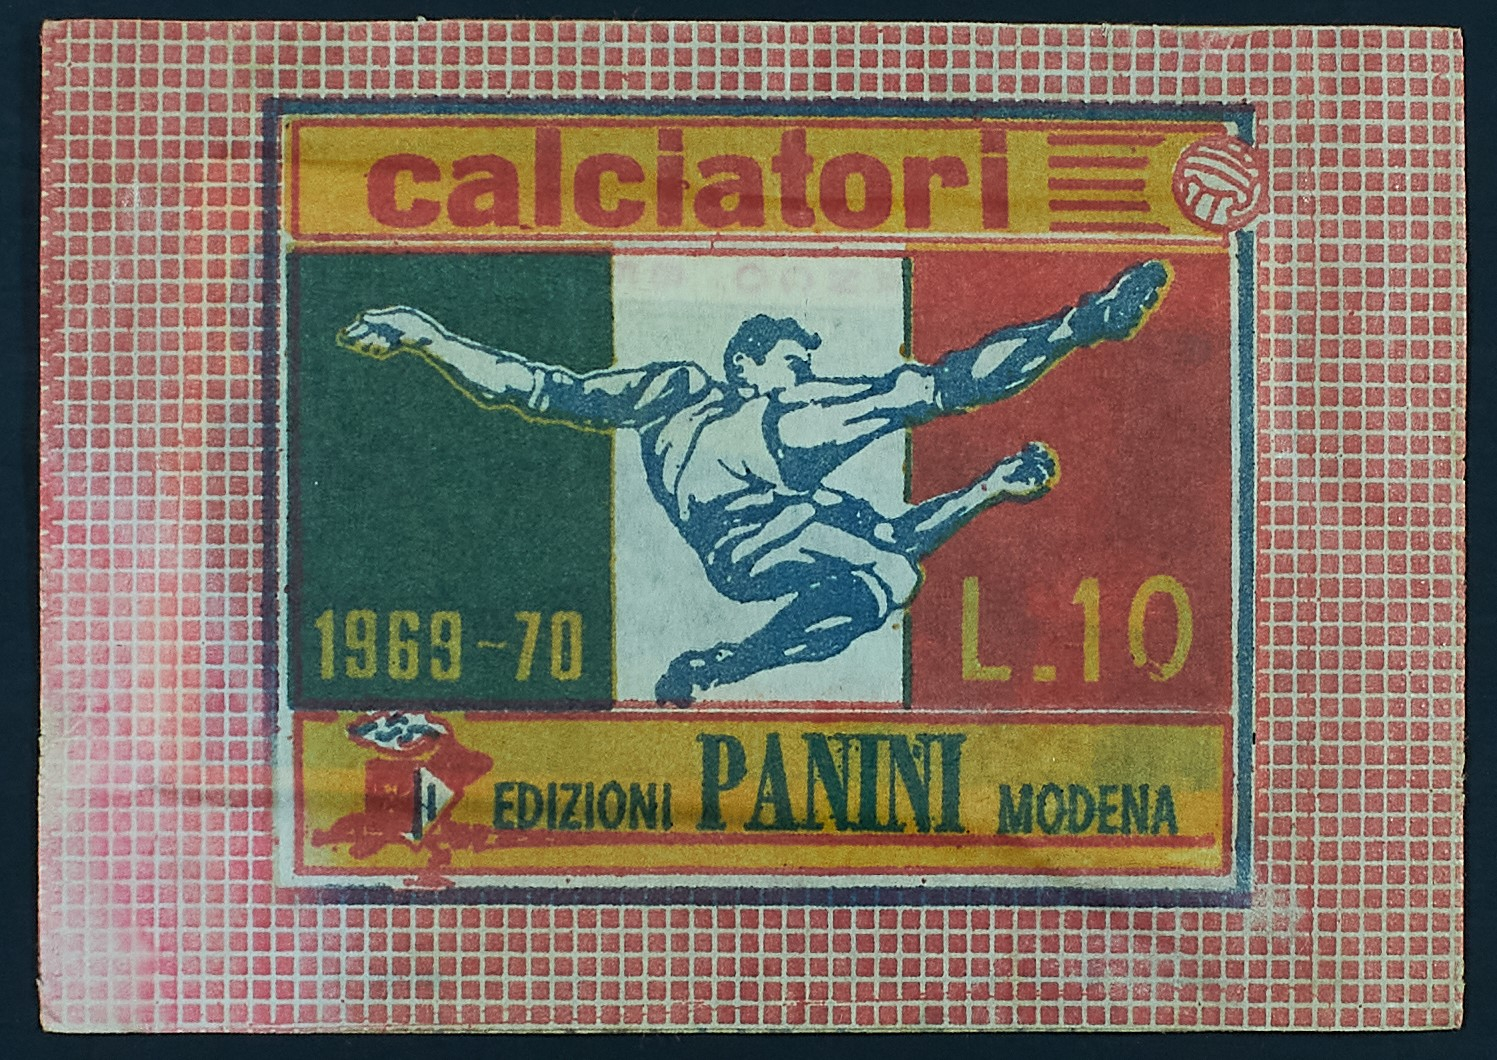 calciatori
1969-70
L.10
EDIZIONI PANINI MODENA